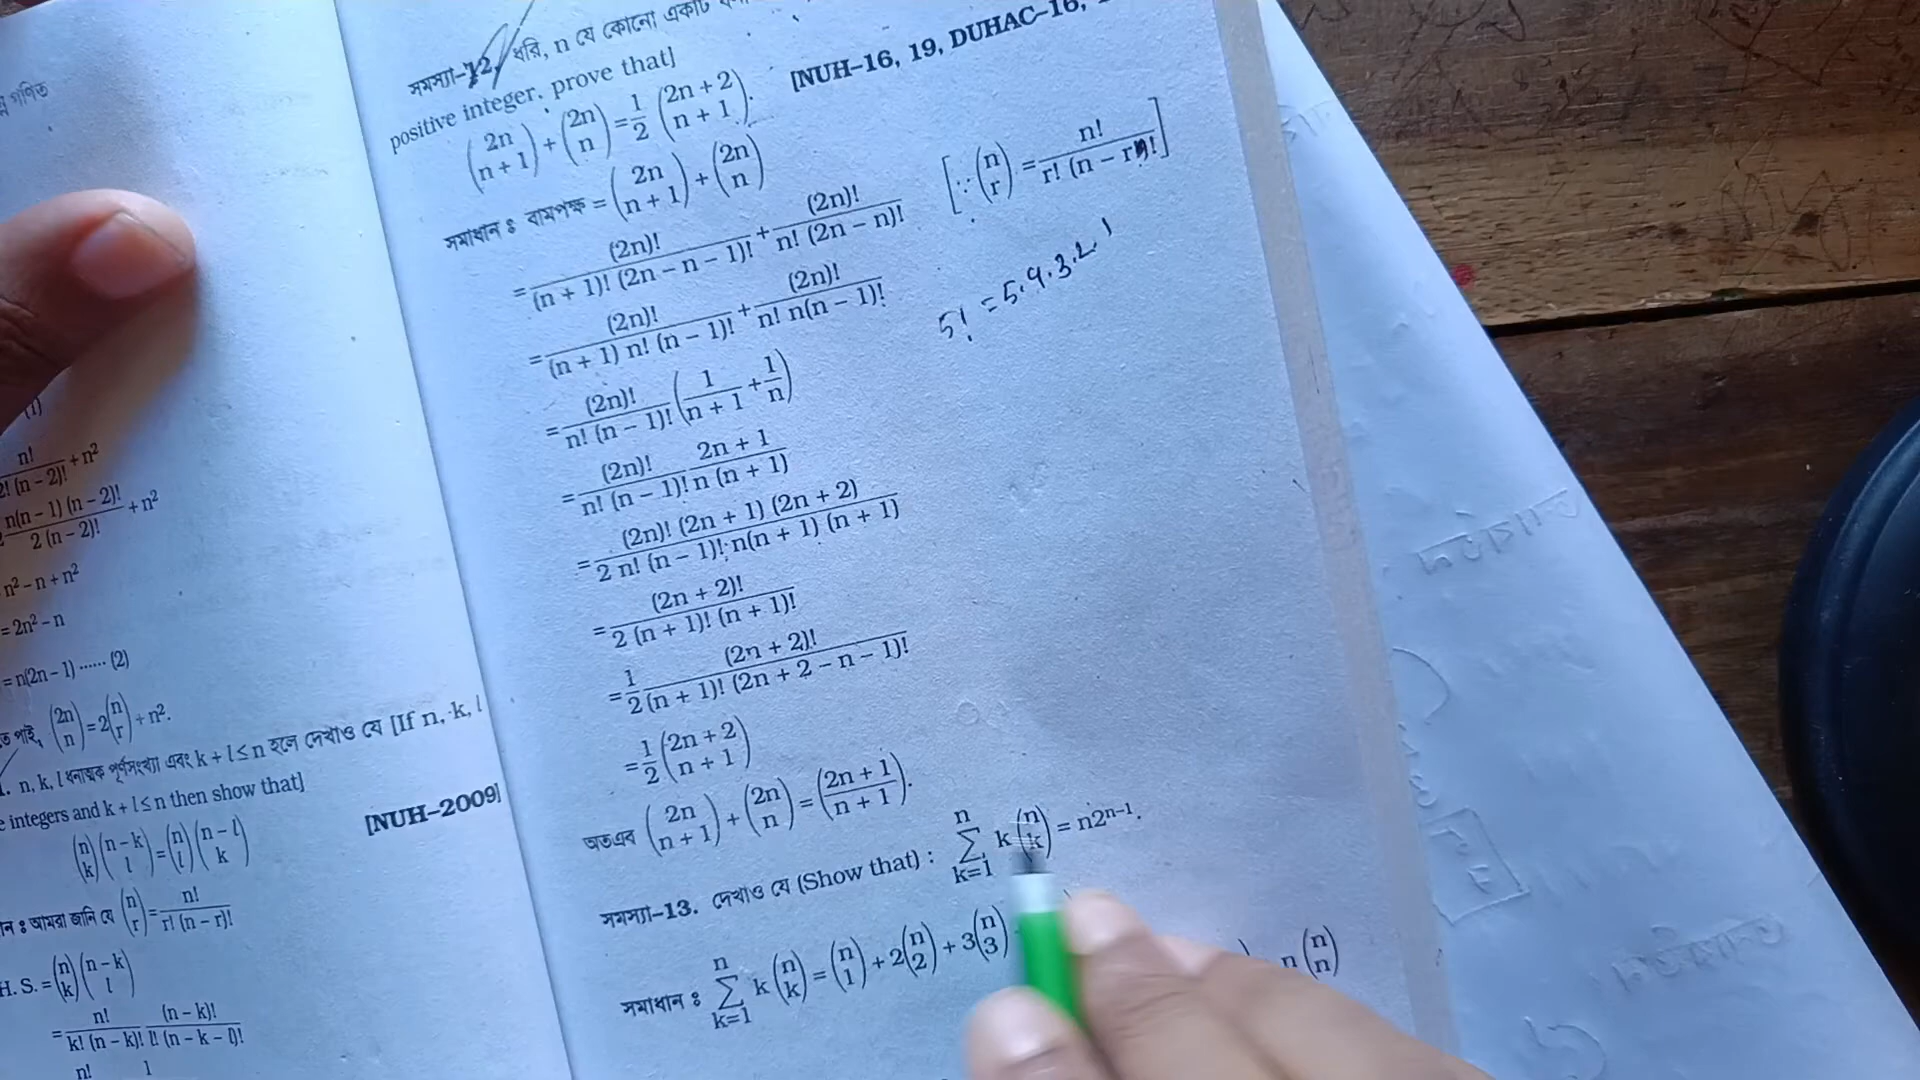 গণিত
n!
2! (n – 2)! + n²
n(n – 1) (n – 2)!
2 (n – 2)! + n²
n² – n + n²
= 2n² – n
= n(2n – 1) ...... (2)
পাই, (2n n) = 2(n r) + n².
n, k, l ধনাত্মক পূর্ণসংখ্যা এবং k + l ≤ n হলে দেখাও যে [If n, k, l
integers and k + l ≤ n then show that]
[NUH–2009]
(n k)(n – k l) = (n l)(n – l k)
আমরা জানি যে (n r) = n!/r! (n – r)!
H. S. = (n k)(n – k l)
= n!/k! (n – k)! (n – k)!/l! (n – k – l)!
n! 1
সমস্যা–12. ধরি, n যে কোনো একটি
positive integer. prove that]
[NUH–16, 19, DUHAC–16,
(2n n + 1) + (2n n) = 1/2 (2n + 2 n + 1).
সমাধান : বামপক্ষ = (2n n + 1) + (2n n)
= (2n)!/(n + 1)! (2n – n – 1)! + (2n)!/n! (2n – n)! [∵ (n r) = n!/r! (n – r)!]
= (2n)!/(n + 1) n! (n – 1)! + (2n)!/n! n(n – 1)!
5! = 5.4.3.2.1
= (2n)!/n! (n – 1)! (1/n + 1 + 1/n)
= (2n)!/n! (n – 1)! 2n + 1/n (n + 1)
= (2n)! (2n + 1) (2n + 2)/2 n! (n – 1)! n(n + 1) (n + 1)
= (2n + 2)!/2 (n + 1)! (n + 1)!
= 1/2 (2n + 2)!/(n + 1)! (2n + 2 – n – 1)!
= 1/2 (2n + 2 n + 1)
অতএব (2n n + 1) + (2n n) = (2n + 1/n + 1).
সমস্যা–13. দেখাও যে (Show that) : n∑k=1 k (n k) = n2ⁿ⁻¹.
সমাধান : n∑k=1 k (n k) = (n 1) + 2(n 2) + 3(n 3) n (n n)